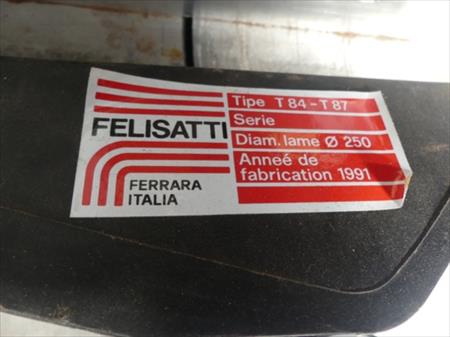 FELISATTI
FERRARA
ITALIA
Tipe T 84 - T 87
Serie
Diam. lame Ø 250
Anneé de
fabrication 1991